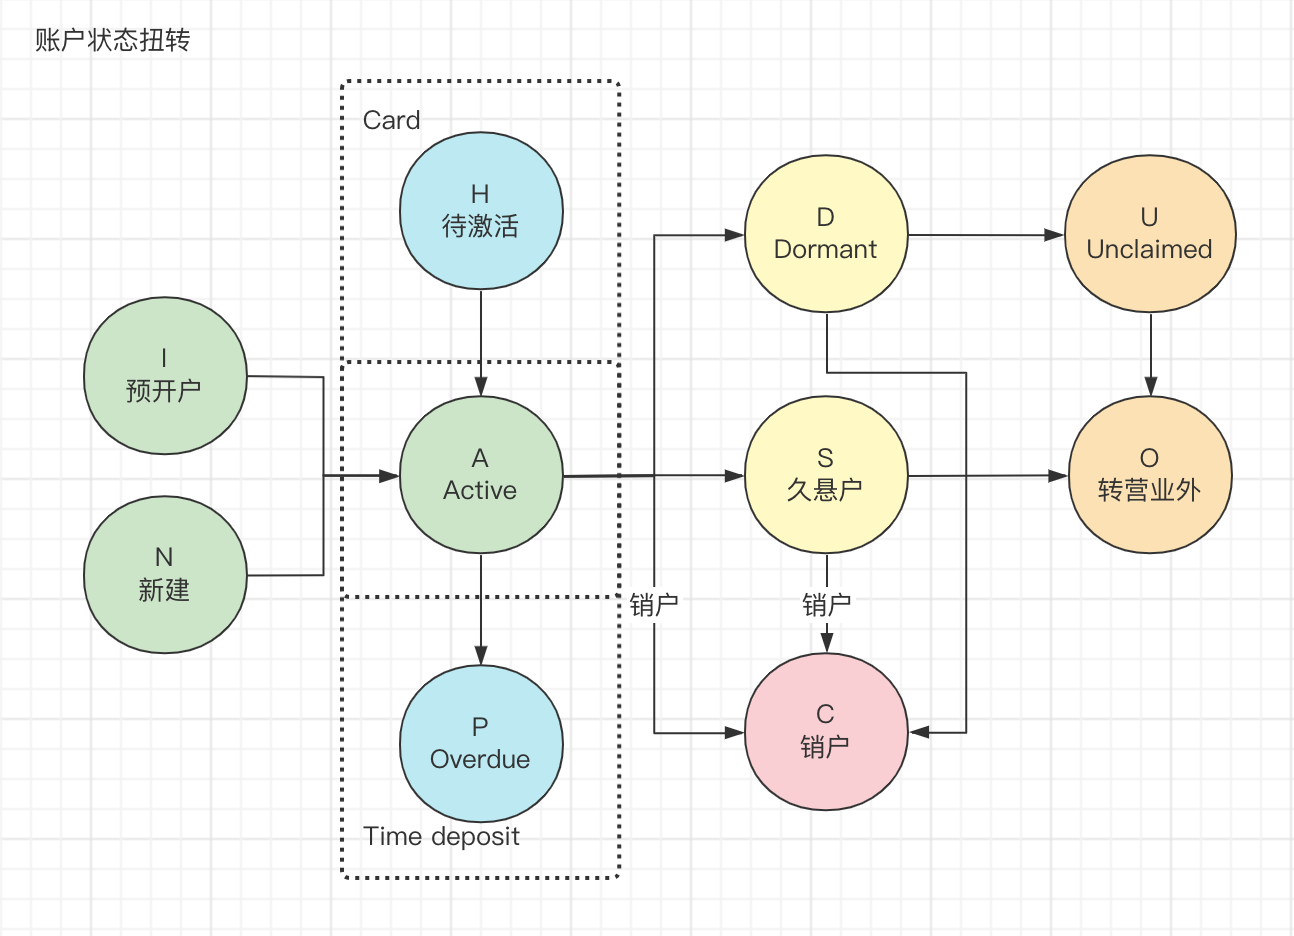 账户状态扭转
Card
H
待激活
I
预开户
N
新建
A
Active
P
Overdue
Time deposit
D
Dormant
U
Unclaimed
S
久悬户
O
转营业外
销户
销户
C
销户